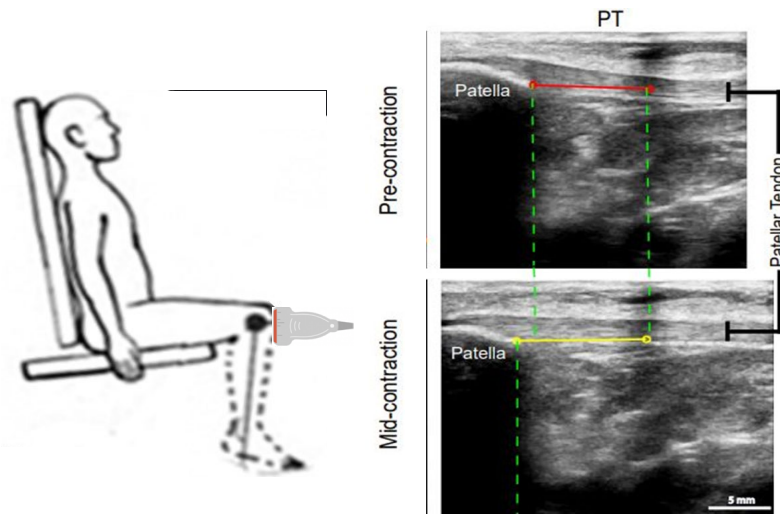 PT
Pre-contraction
Patella
Patellar Tendon
Mid-contraction
Patella
5 mm